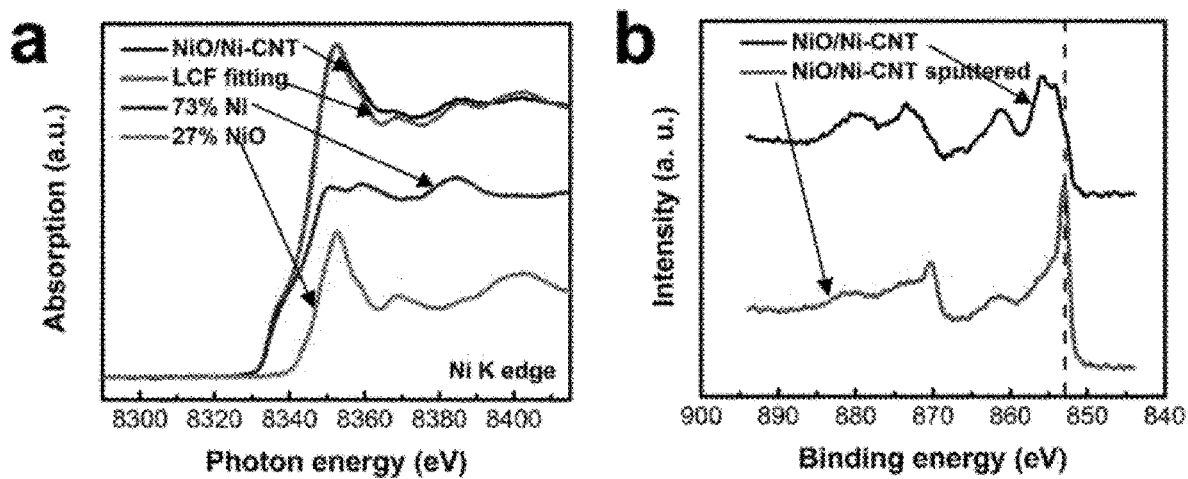 a
NiO/Ni-CNT
LCF fitting
73% Ni
27% NiO
Absorption (a.u.)
Ni K edge
8300 8320 8340 8360 8380 8400
Photon energy (eV)
b
NiO/Ni-CNT
NiO/Ni-CNT sputtered
Intensity (a. u.)
900 890 880 870 860 850 840
Binding energy (eV)